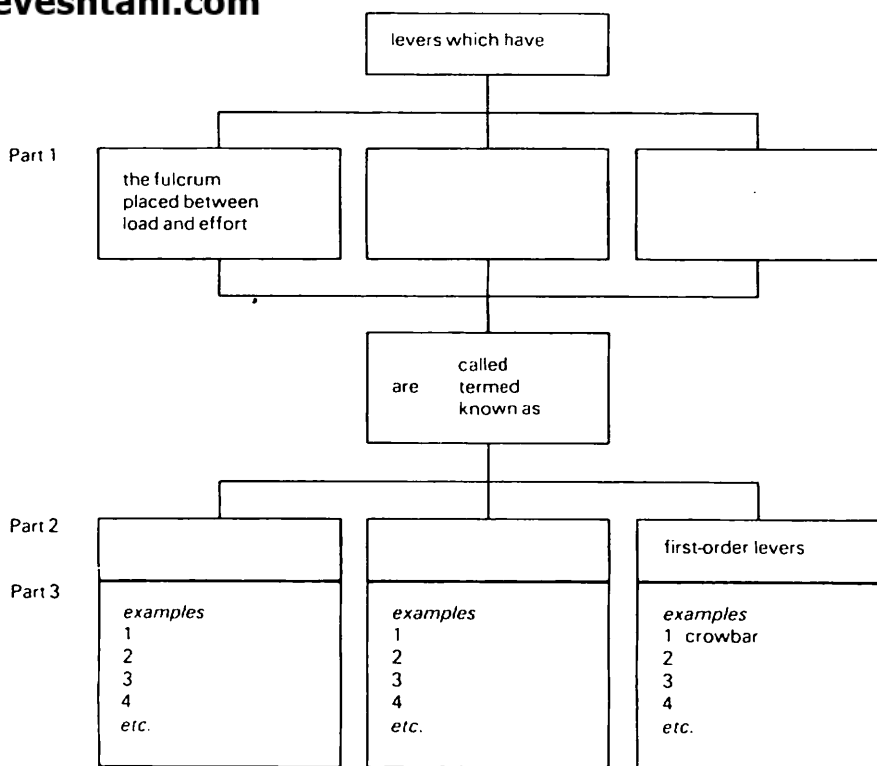 eveshtahi.com
levers which have
Part 1
the fulcrum
placed between
load and effort
called
are termed
known as
Part 2
first-order levers
Part 3
examples
1
2
3
4
etc.
examples
1
2
3
4
etc.
examples
1 crowbar
2
3
4
etc.